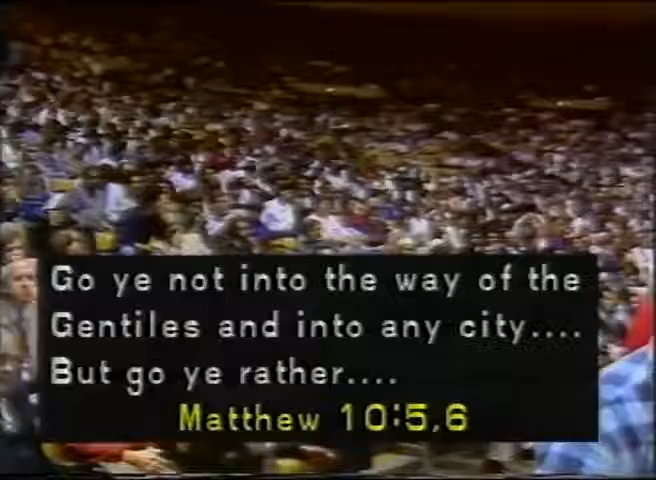 Go ye not into the way of the
Gentiles and into any city....
But go ye rather....
Matthew 10:5,6